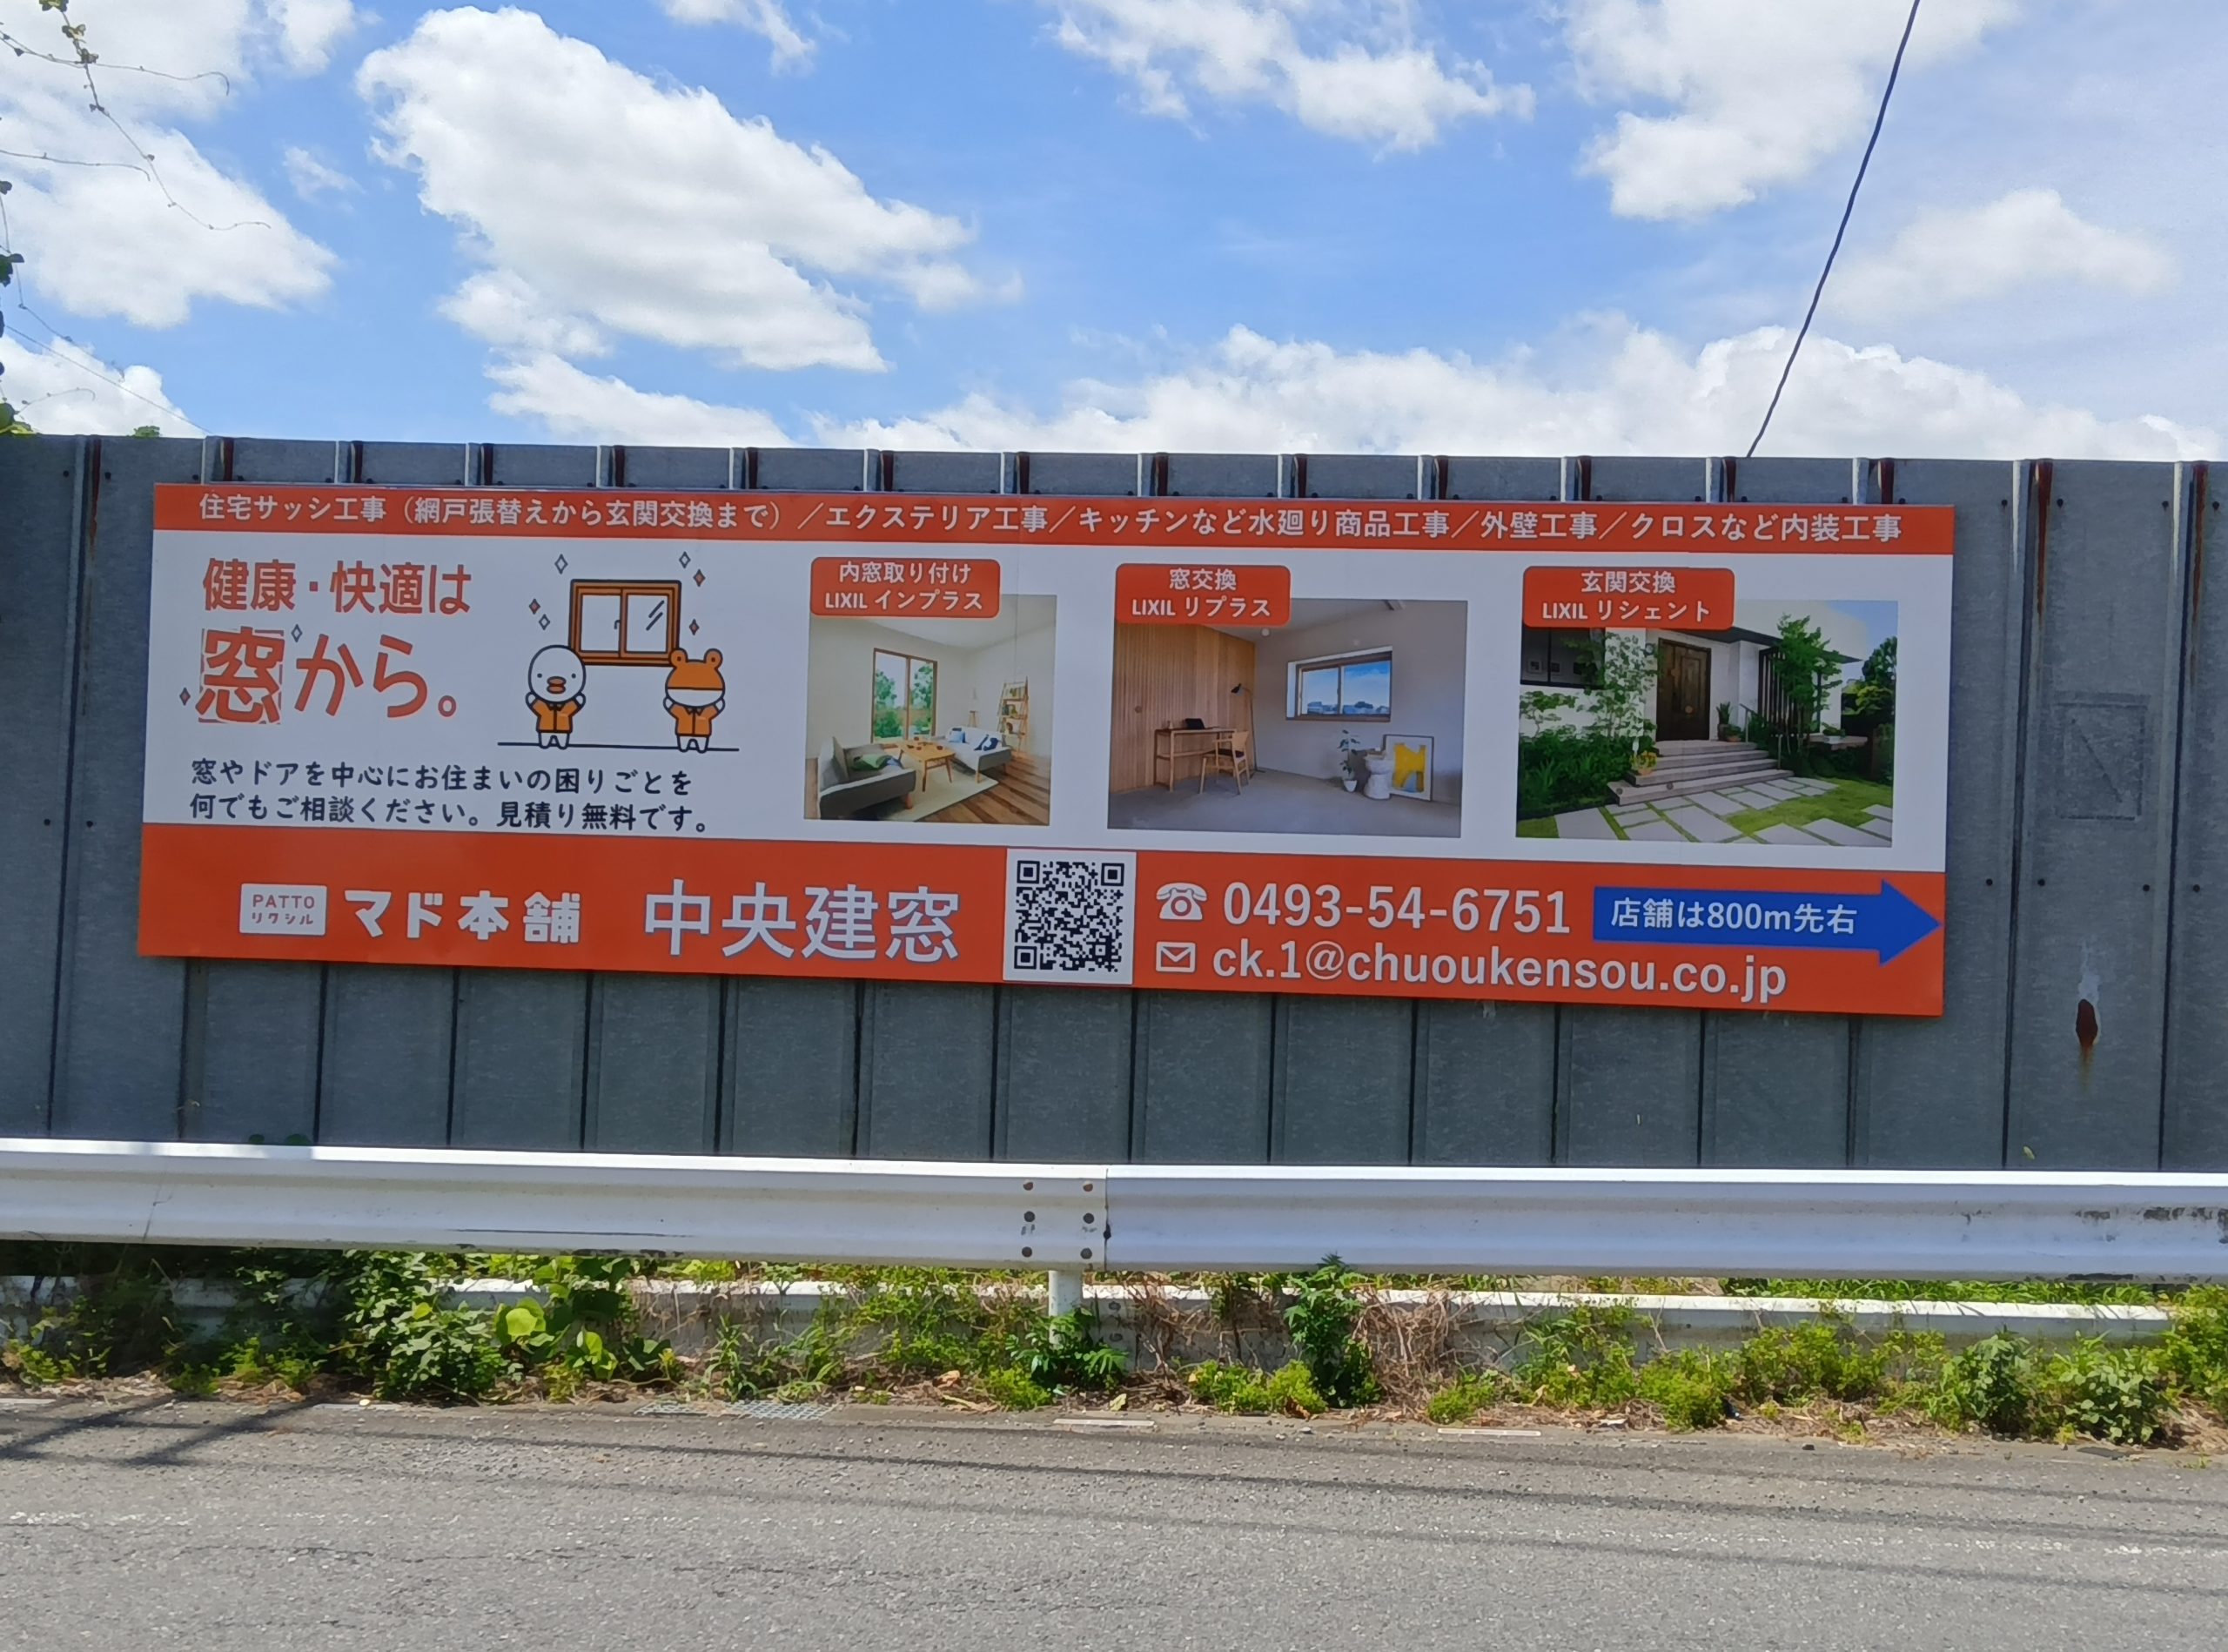 住宅サッシ工事（網戸張替えから玄関交換まで）／エクステリア工事／キッチンなど水廻り商品工事／外壁工事／クロスなど内装工事
健康・快適は
窓から。
窓やドアを中心にお住まいの困りごとを
何でもご相談ください。見積り無料です。
内窓取り付け
LIXIL インプラス
窓交換
LIXIL リプラス
玄関交換
LIXIL リシェント
PATTO
リクシル
マド本舗
中央建窓
0493-54-6751
ck.1@chuoukensou.co.jp
店舗は800m先右